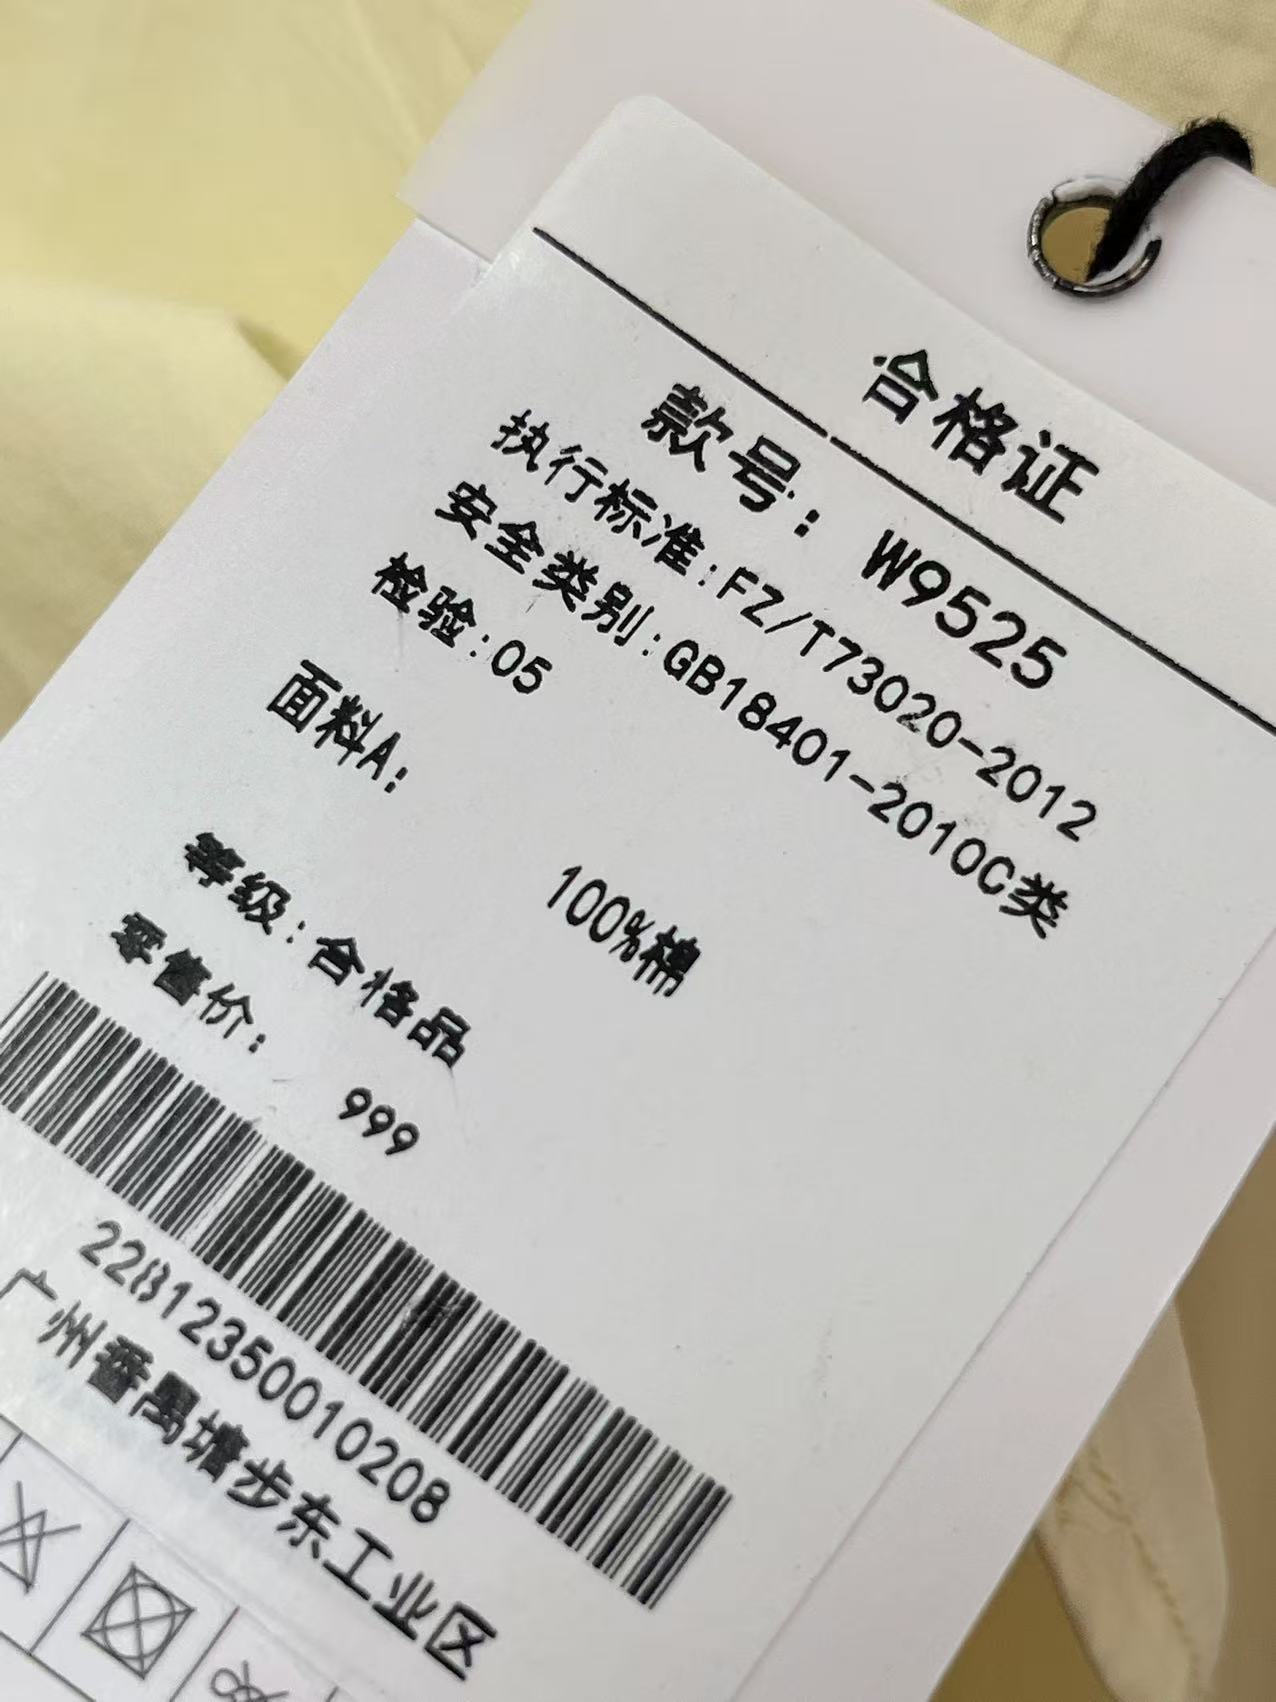 合格证
款号: W9525
执行标准:FZ/T73020-2012
安全类别:GB18401-2010C类
检验:05
面料A:
100%棉
等级:合格品
零售价: 999
22B12350010208
广州番禺塘步东工业区